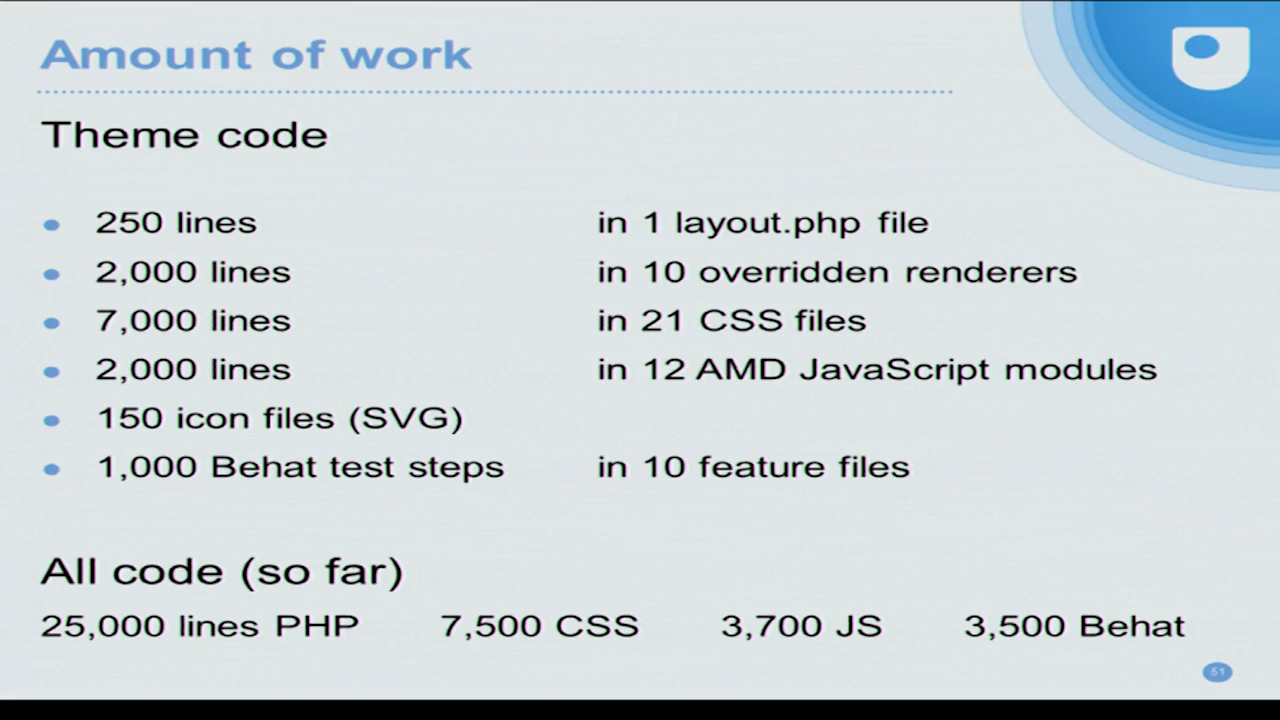 Amount of work
Theme code
• 250 lines in 1 layout.php file
• 2,000 lines in 10 overridden renderers
• 7,000 lines in 21 CSS files
• 2,000 lines in 12 AMD JavaScript modules
• 150 icon files (SVG)
• 1,000 Behat test steps in 10 feature files
All code (so far)
25,000 lines PHP 7,500 CSS 3,700 JS 3,500 Behat
51